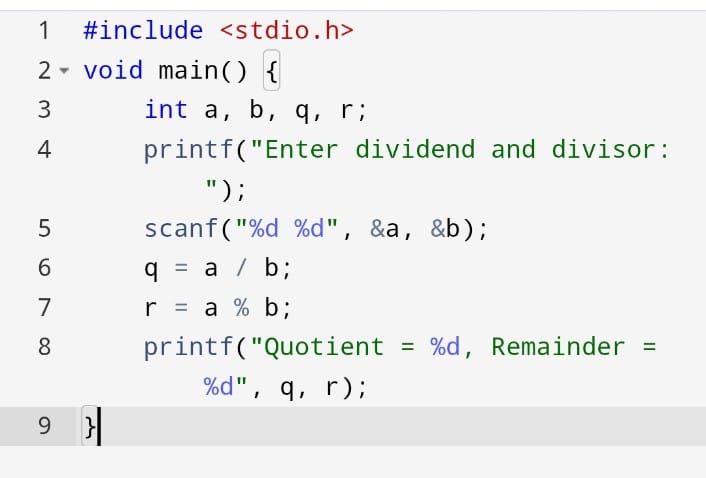 1 #include <stdio.h>
2 void main() {
3 int a, b, q, r;
4 printf("Enter dividend and divisor:
");
5 scanf("%d %d", &a, &b);
6 q = a / b;
7 r = a % b;
8 printf("Quotient = %d, Remainder =
%d", q, r);
9 }